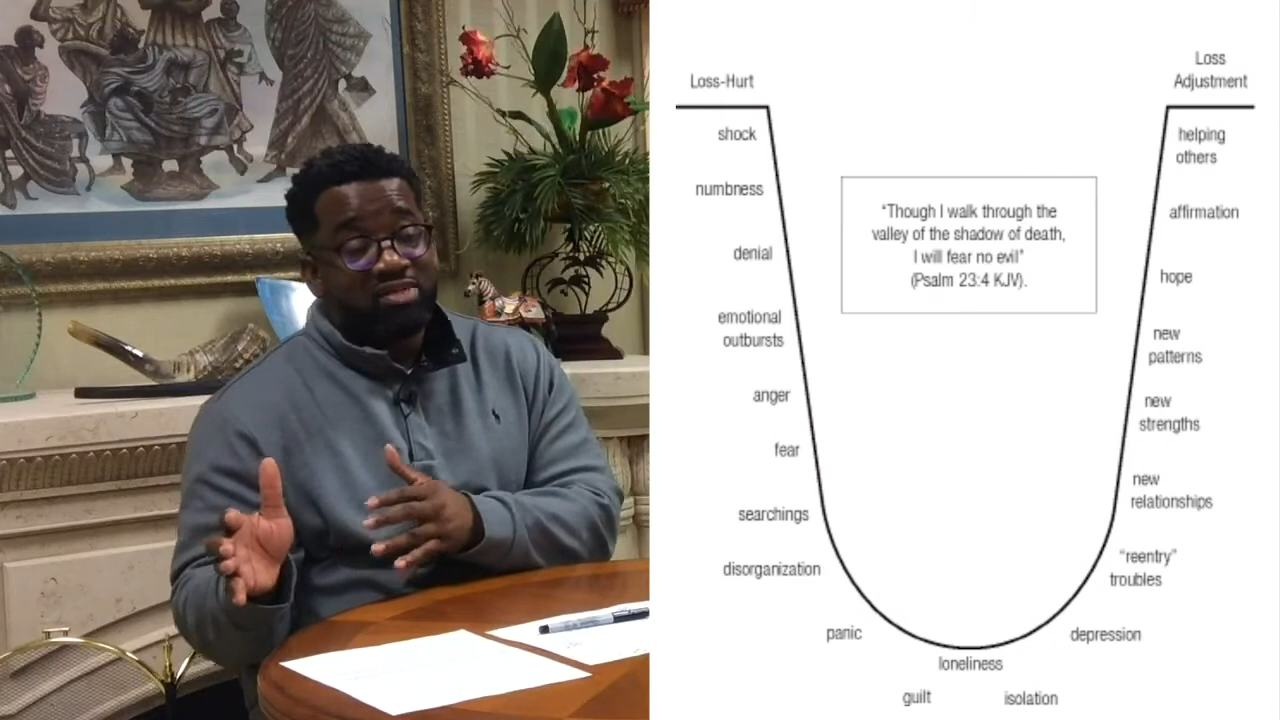 Loss-Hurt
shock
numbness
denial
emotional
outbursts
anger
fear
searchings
disorganization
panic
loneliness
guilt
isolation
"Though I walk through the
valley of the shadow of death,
I will fear no evil"
(Psalm 23:4 KJV).
Loss
Adjustment
helping
others
affirmation
hope
new
patterns
new
strengths
new
relationships
"reentry"
troubles
depression